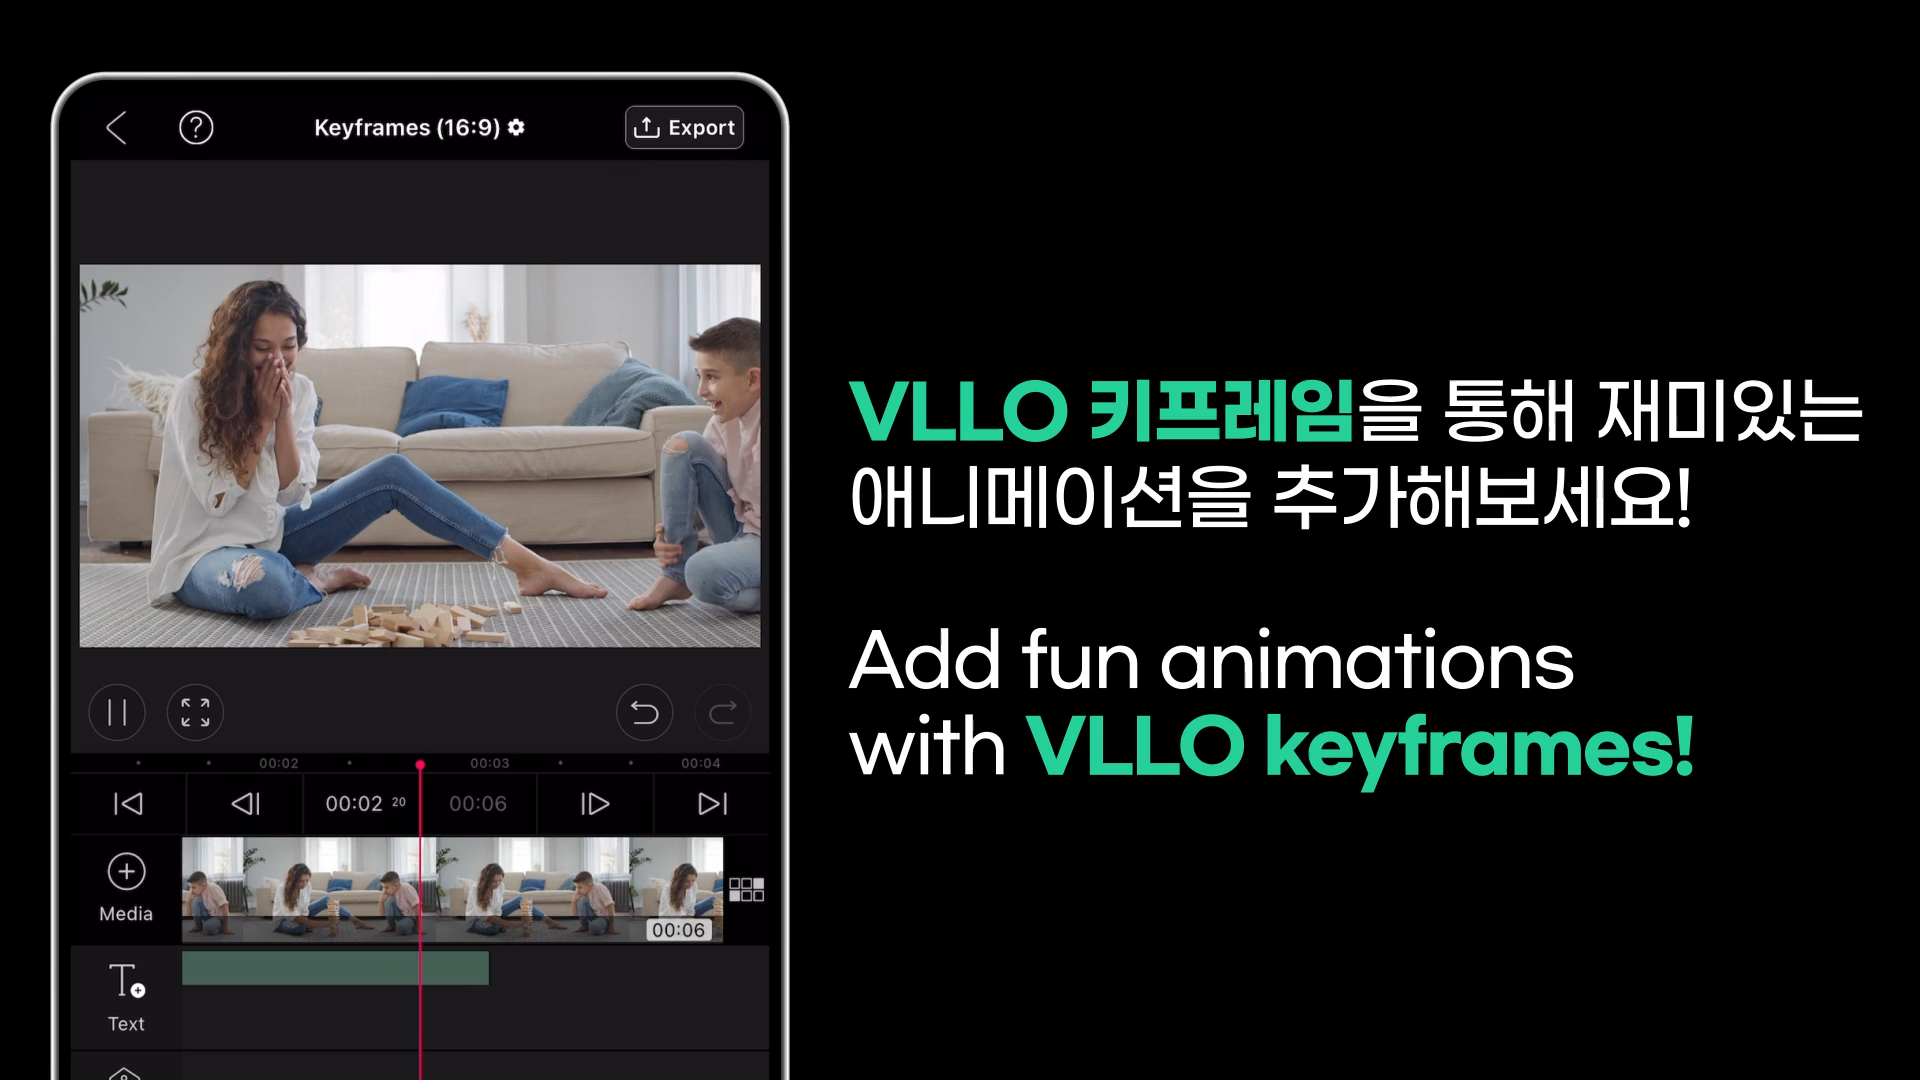 Keyframes (16:9)
Export
VLLO 키프레임을 통해 재미있는
애니메이션을 추가해보세요!
Add fun animations
with VLLO keyframes!
00:02
00:03
00:04
00:02 20
00:06
Media
00:06
Text